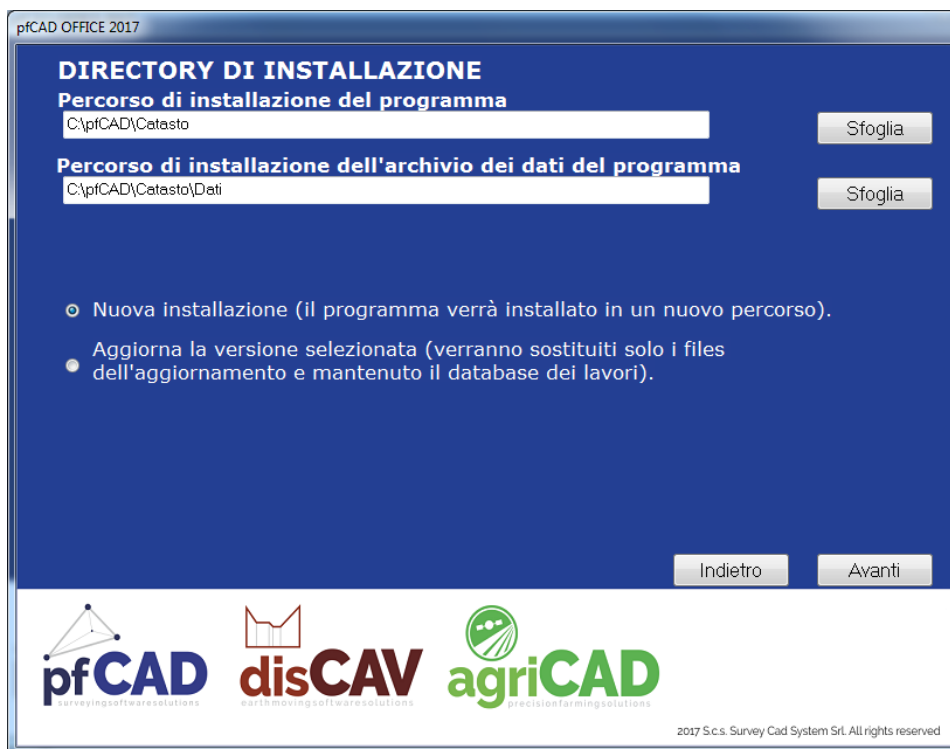 pfCAD OFFICE 2017
DIRECTORY DI INSTALLAZIONE
Percorso di installazione del programma
C:\pfCAD\Catasto
Sfoglia
Percorso di installazione dell'archivio dei dati del programma
C:\pfCAD\Catasto\Dati
Sfoglia
Nuova installazione (il programma verrà installato in un nuovo percorso).
Aggiorna la versione selezionata (verranno sostituiti solo i files
dell'aggiornamento e mantenuto il database dei lavori).
Indietro
Avanti
pfCAD
surveyingsoftwaresolutions
disCAV
earthmovingsoftwaresolutions
agriCAD
precisionfarmingsolutions
2017 S.c.s. Survey Cad System Srl. All rights reserved